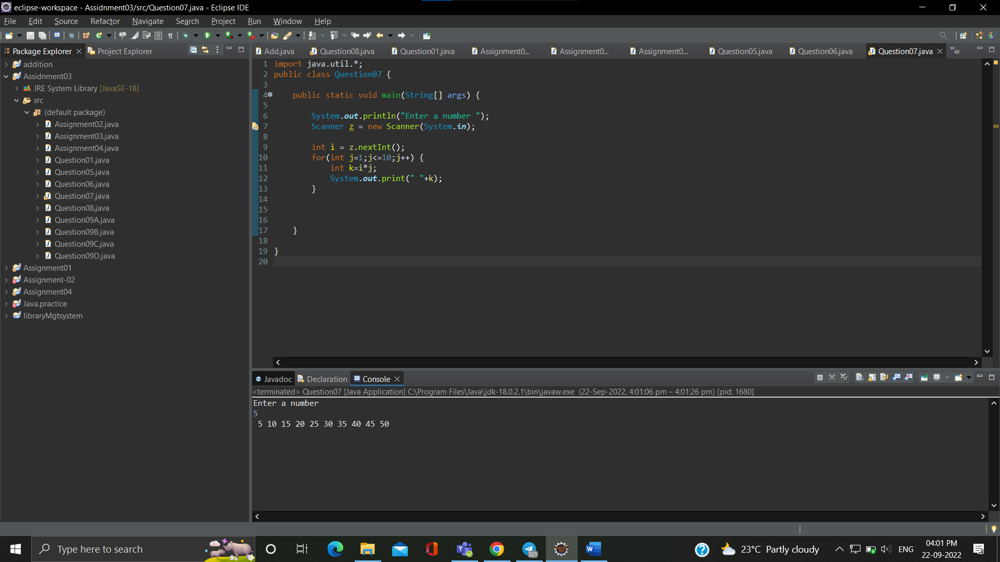 eclipse-workspace - Assidnment03/src/Question07.java - Eclipse IDE
File Edit Source Refactor Navigate Search Project Run Window Help
Package Explorer Project Explorer
addition
Assidnment03
JRE System Library [JavaSE-18]
src
(default package)
Assignment02.java
Assignment03.java
Assignment04.java
Question01.java
Question05.java
Question06.java
Question07.java
Question08.java
Question09A.java
Question09B.java
Question09C.java
Question09D.java
Assignment01
Assignment-02
Assignment04
Java.practice
libraryMgtsystem
Add.java Question08.java Question01.java Assignment0... Assignment0... Assignment0... Question05.java Question06.java Question07.java »49
1 import java.util.*;
2 public class Question07 {
3
4 public static void main(String[] args) {
5
6 System.out.println("Enter a number ");
7 Scanner z = new Scanner(System.in);
8
9 int i = z.nextInt();
10 for(int j=1;j<=10;j++) {
11 int k=i*j;
12 System.out.print(" "+k);
13 }
14
15
16
17 }
18
19 }
20
Javadoc Declaration Console
<terminated> Question07 [Java Application] C:\Program Files\Java\jdk-18.0.2.1\bin\javaw.exe (22-Sep-2022, 4:01:06 pm – 4:01:26 pm) [pid: 1680]
Enter a number
5
5 10 15 20 25 30 35 40 45 50
Type here to search
321
W
23°C Partly cloudy
ENG
04:01 PM
22-09-2022